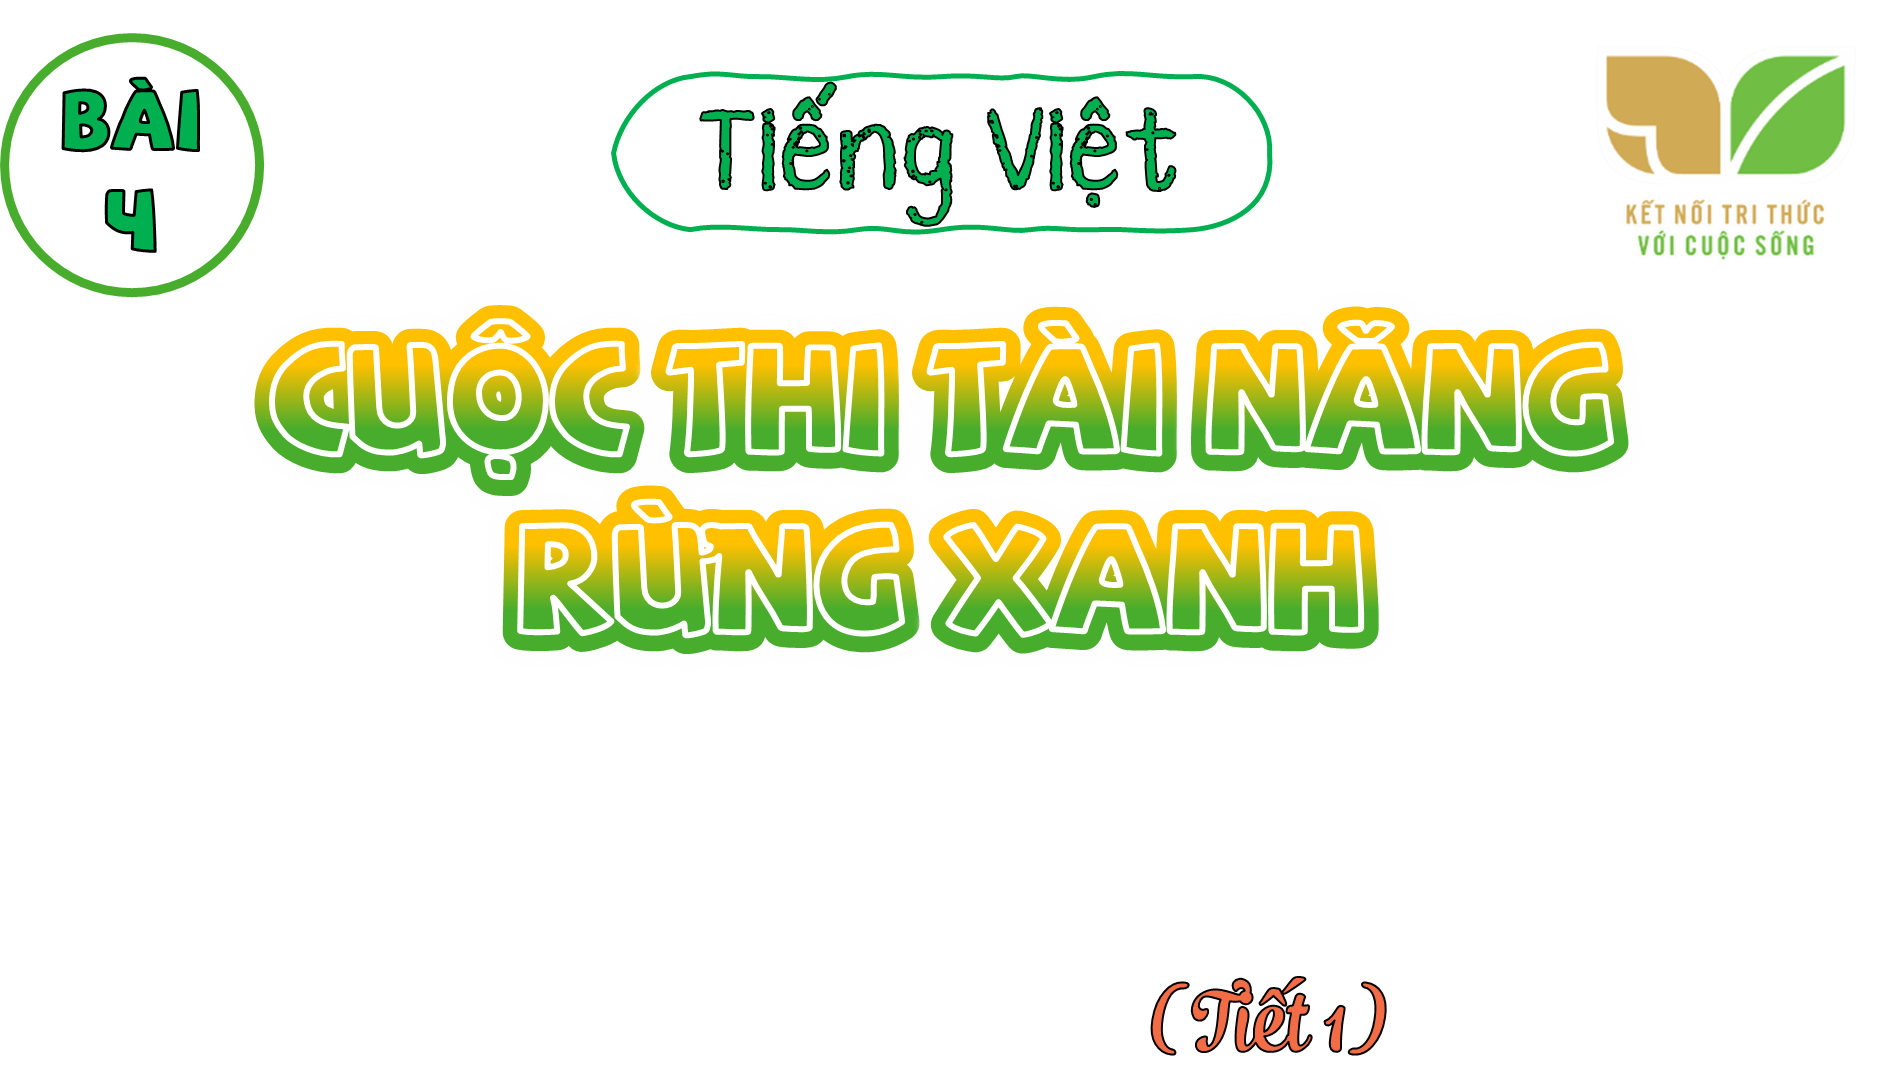 BÀI
4
Tiếng Việt
KẾT NỐI TRI THỨC
VỚI CUỘC SỐNG
CUỘC THI TÀI NĂNG
RỪNG XANH
(Tiết 1)